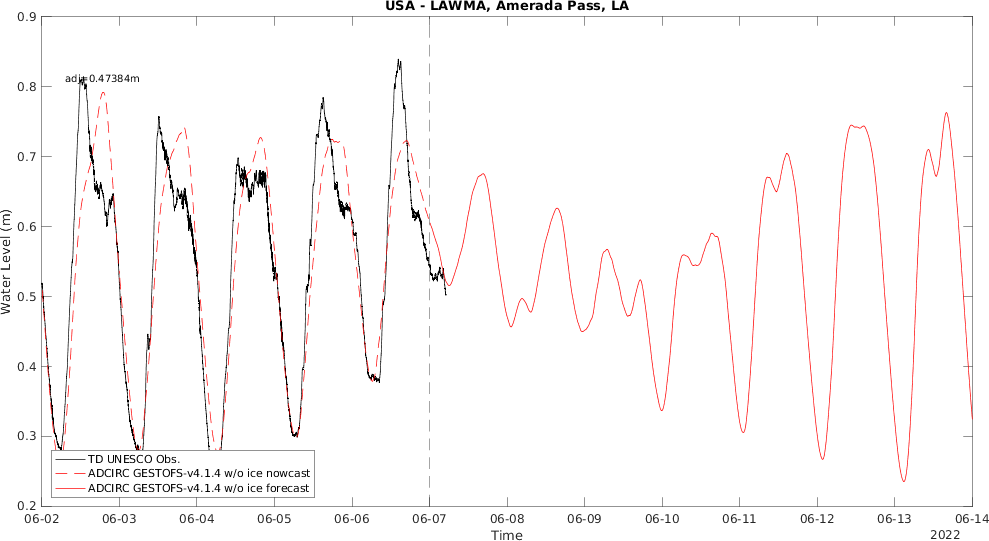 USA - LAWMA, Amerada Pass, LA
adj=0.47384m
0.9
0.8
0.7
0.6
0.5
0.4
0.3
0.2
Water Level (m)
TD UNESCO Obs.
ADCIRC GESTOFS-v4.1.4 w/o ice nowcast
ADCIRC GESTOFS-v4.1.4 w/o ice forecast
06-02 06-03 06-04 06-05 06-06 06-07 06-08 06-09 06-10 06-11 06-12 06-13 06-14
Time
2022